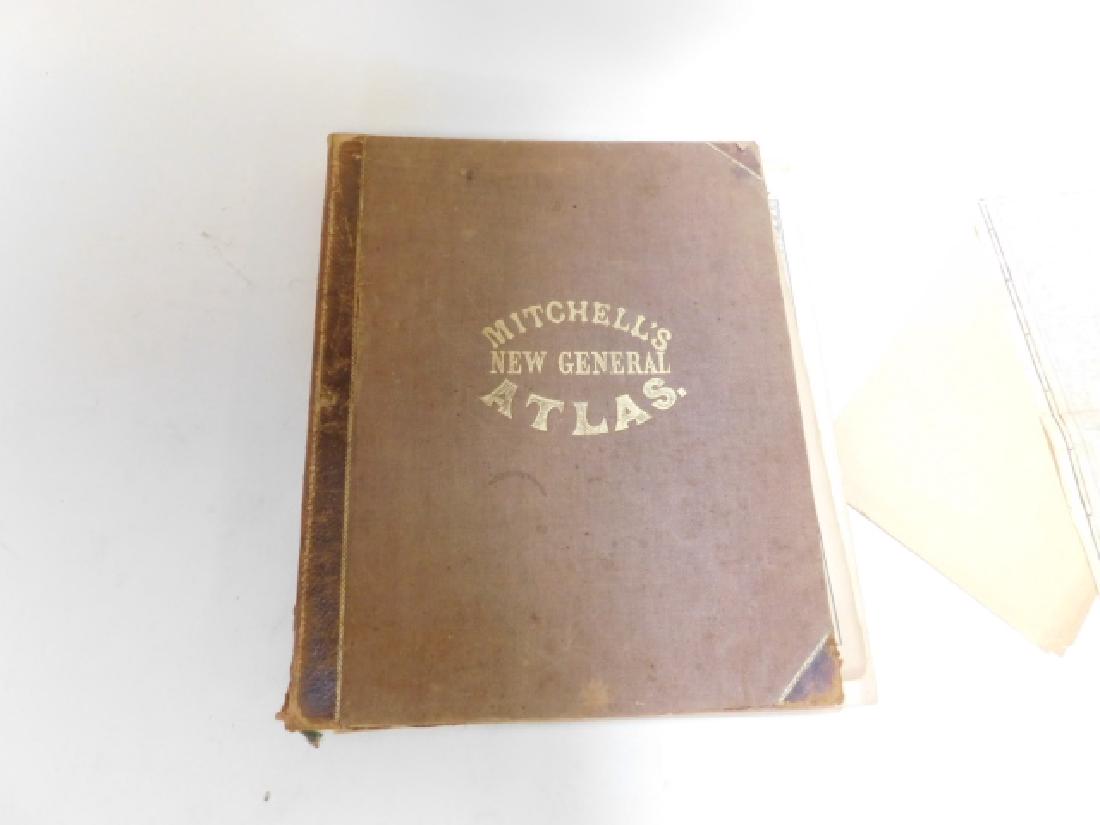 MITCHELL'S
NEW GENERAL
ATLAS.